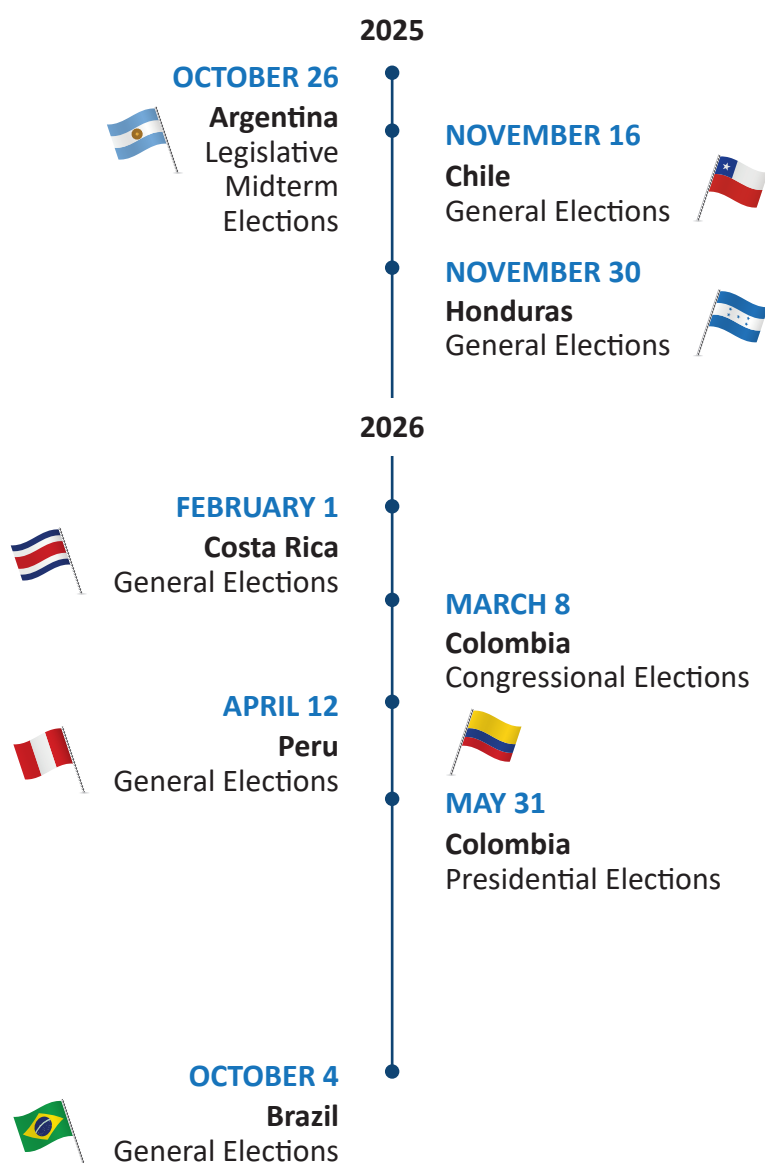 2025
OCTOBER 26
Argentina
Legislative
Midterm
Elections
NOVEMBER 16
Chile
General Elections
NOVEMBER 30
Honduras
General Elections
2026
FEBRUARY 1
Costa Rica
General Elections
MARCH 8
Colombia
Congressional Elections
APRIL 12
Peru
General Elections
MAY 31
Colombia
Presidential Elections
OCTOBER 4
Brazil
General Elections